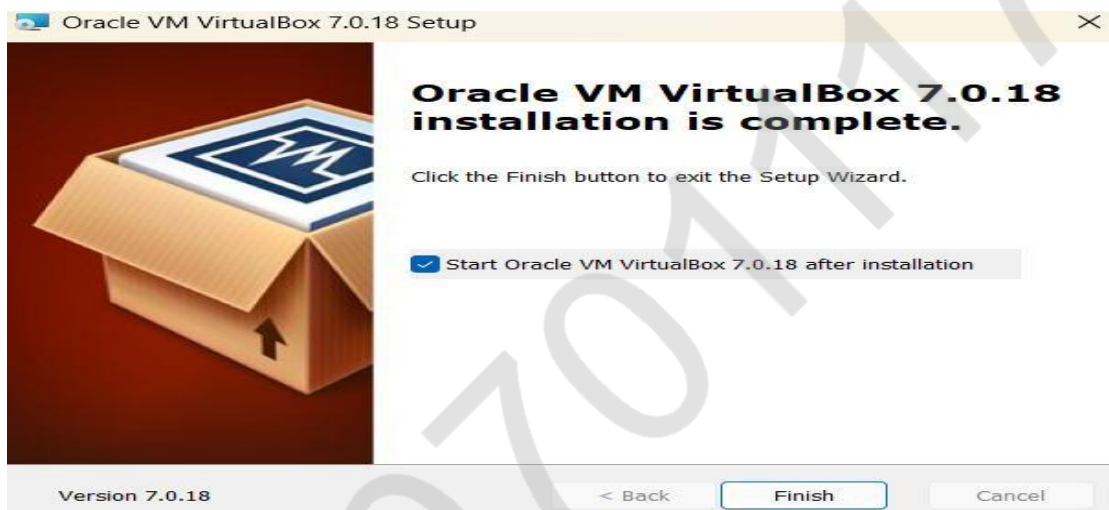 Oracle VM VirtualBox 7.0.18 Setup
Oracle VM VirtualBox 7.0.18
installation is complete.
Click the Finish button to exit the Setup Wizard.
Start Oracle VM VirtualBox 7.0.18 after installation
Version 7.0.18
< Back
Finish
Cancel